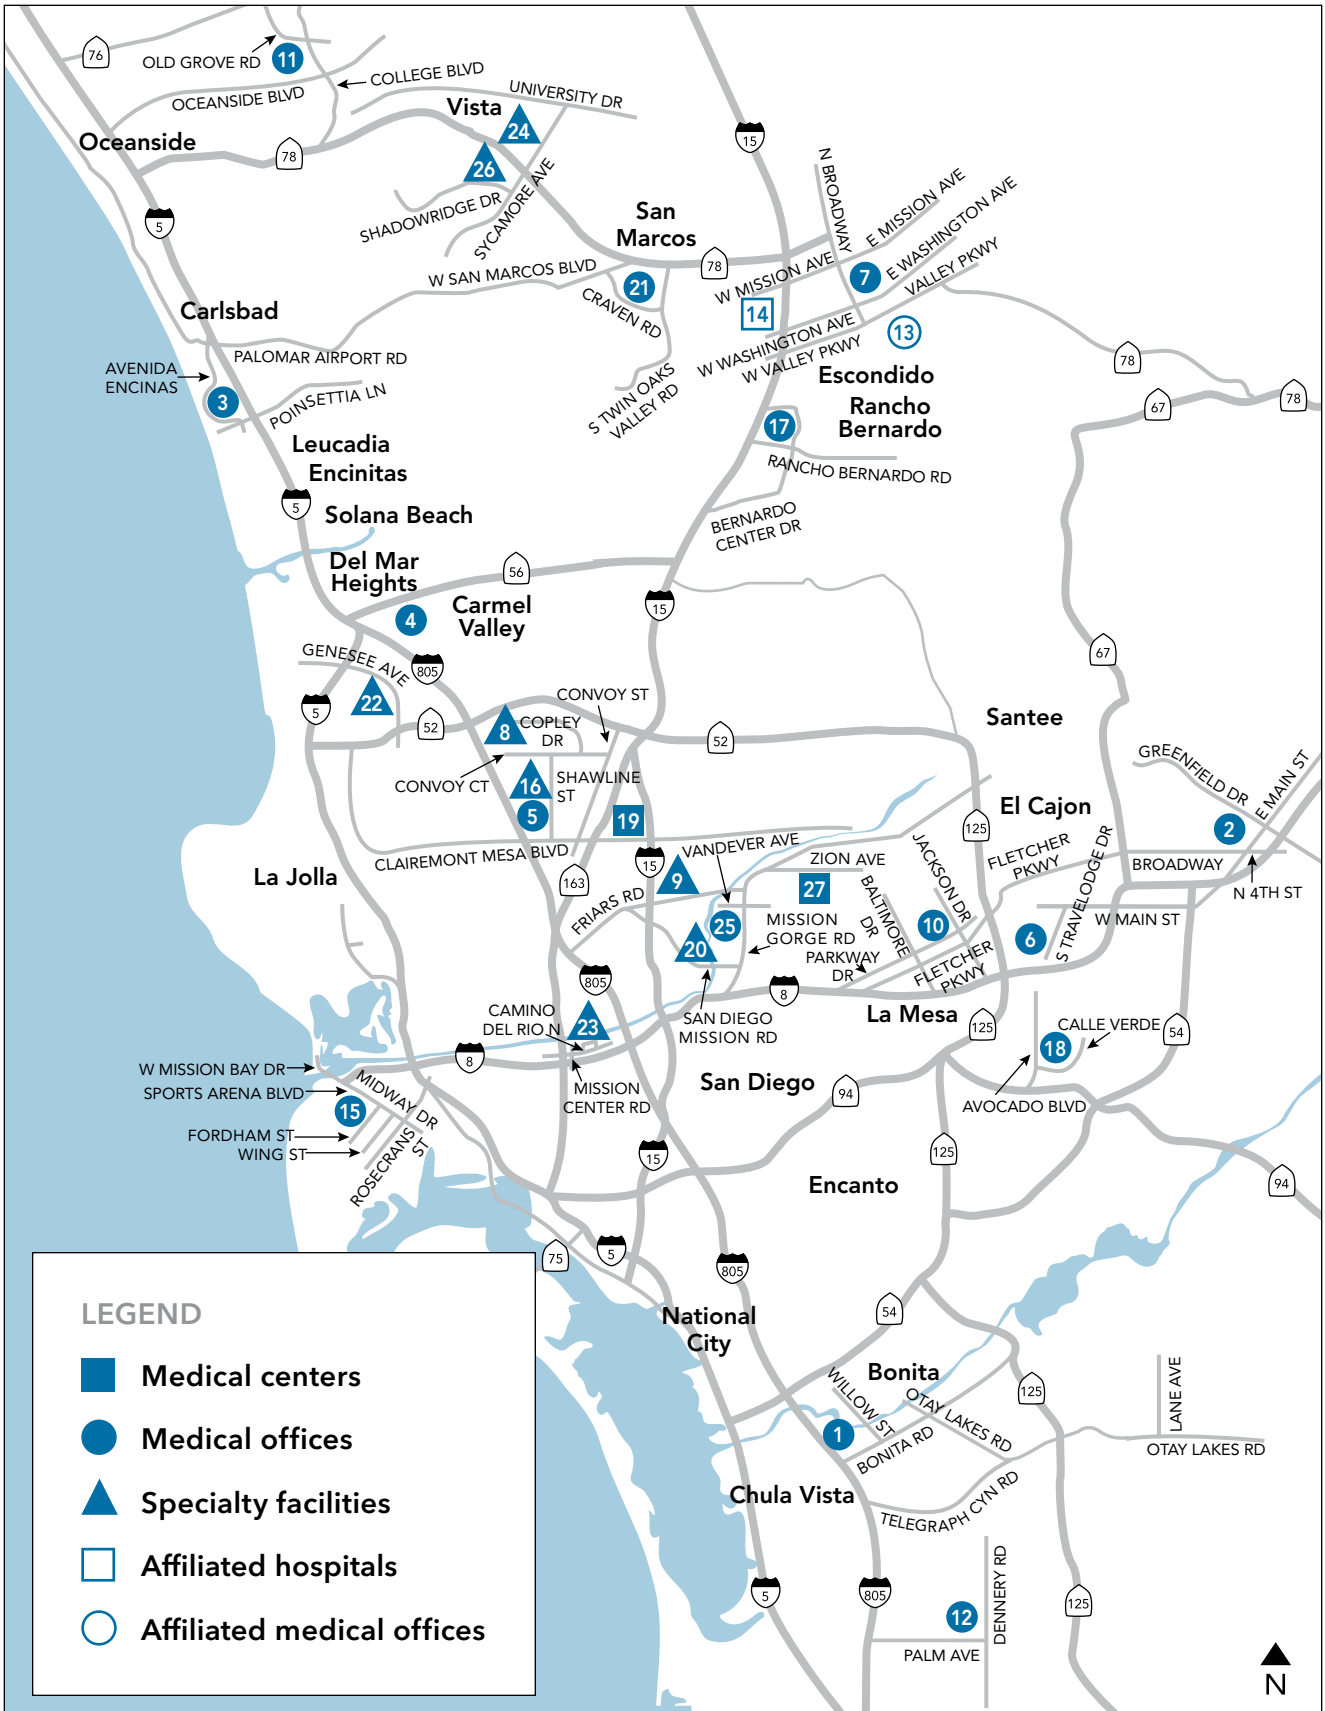 76
OLD GROVE RD
11
COLLEGE BLVD
OCEANSIDE BLVD
UNIVERSITY DR
Vista
24
Oceanside
78
26
15
N BROADWAY
E MISSION AVE
E WASHINGTON AVE
SHADOWRIDGE DR
SYCAMORE AVE
5
San
Marcos
78
W SAN MARCOS BLVD
21
CRAVEN RD
W MISSION AVE
7
VALLEY PKWY
14
13
W WASHINGTON AVE
W VALLEY PKWY
Carlsbad
PALOMAR AIRPORT RD
AVENIDA
ENCINAS
3
POINSETTIA LN
S TWIN OAKS
VALLEY RD
Escondido
78
67
78
Rancho
Bernardo
17
RANCHO BERNARDO RD
BERNARDO
CENTER DR
Leucadia
Encinitas
5
Solana Beach
Del Mar
Heights
56
4
Carmel
Valley
15
67
GENESEE AVE
805
22
5
52
CONVOY ST
8
COPLEY
DR
52
Santee
CONVOY CT
16
SHAWLINE
ST
5
19
GREENFIELD DR
E MAIN ST
El Cajon
2
125
CLAIREMONT MESA BLVD
VANDEVER AVE
15
ZION AVE
JACKSON DR
FLETCHER
PKWY
S TRAVELODGE DR
BROADWAY
N 4TH ST
La Jolla
163
9
27
BALTIMORE
DR
FRIARS RD
25
MISSION
GORGE RD
10
6
W MAIN ST
20
PARKWAY
DR
FLETCHER
PKWY
805
8
CAMINO
DEL RIO N
23
SAN DIEGO
MISSION RD
La Mesa
125
18
CALLE VERDE
54
W MISSION BAY DR
8
SPORTS ARENA BLVD
MIDWAY DR
15
MISSION
CENTER RD
San Diego
94
AVOCADO BLVD
FORDHAM ST
WING ST
ROSECRANS
ST
15
125
Encanto
94
75
5
805
LEGEND
Medical centers
Medical offices
Specialty facilities
Affiliated hospitals
Affiliated medical offices
National
City
54
Bonita
WILLOW ST
OTAY LAKES RD
125
LANE AVE
1
BONITA RD
OTAY LAKES RD
Chula Vista
TELEGRAPH CYN RD
5
805
12
DENNERY RD
125
PALM AVE
N